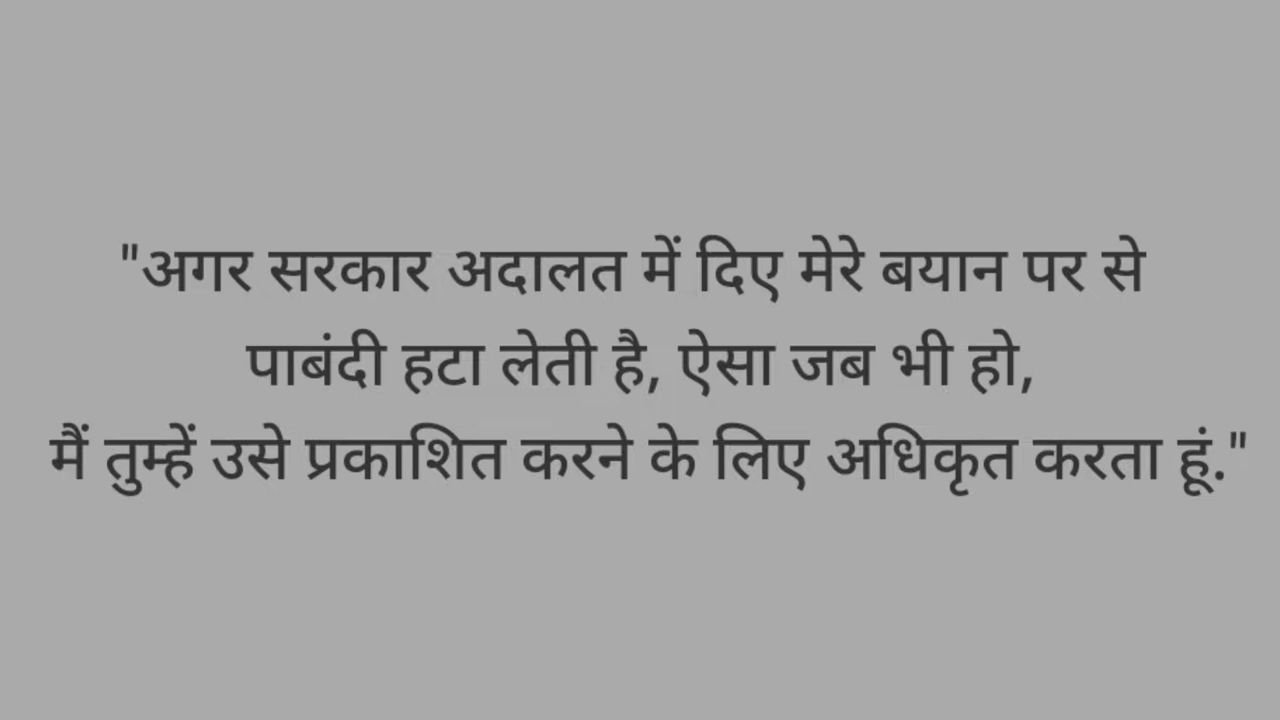 "अगर सरकार अदालत में दिए मेरे बयान पर से
पाबंदी हटा लेती है, ऐसा जब भी हो,
मैं तुम्हें उसे प्रकाशित करने के लिए अधिकृत करता हूं."